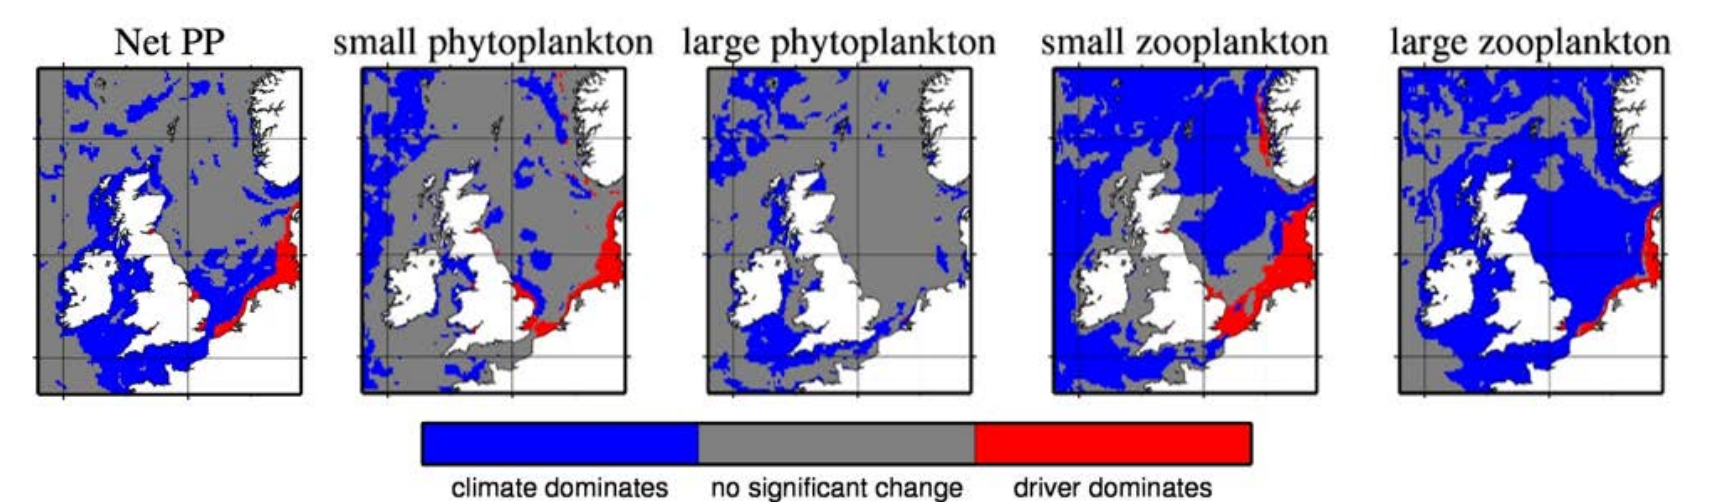 Net PP
small phytoplankton
large phytoplankton
small zooplankton
large zooplankton
climate dominates
no significant change
driver dominates